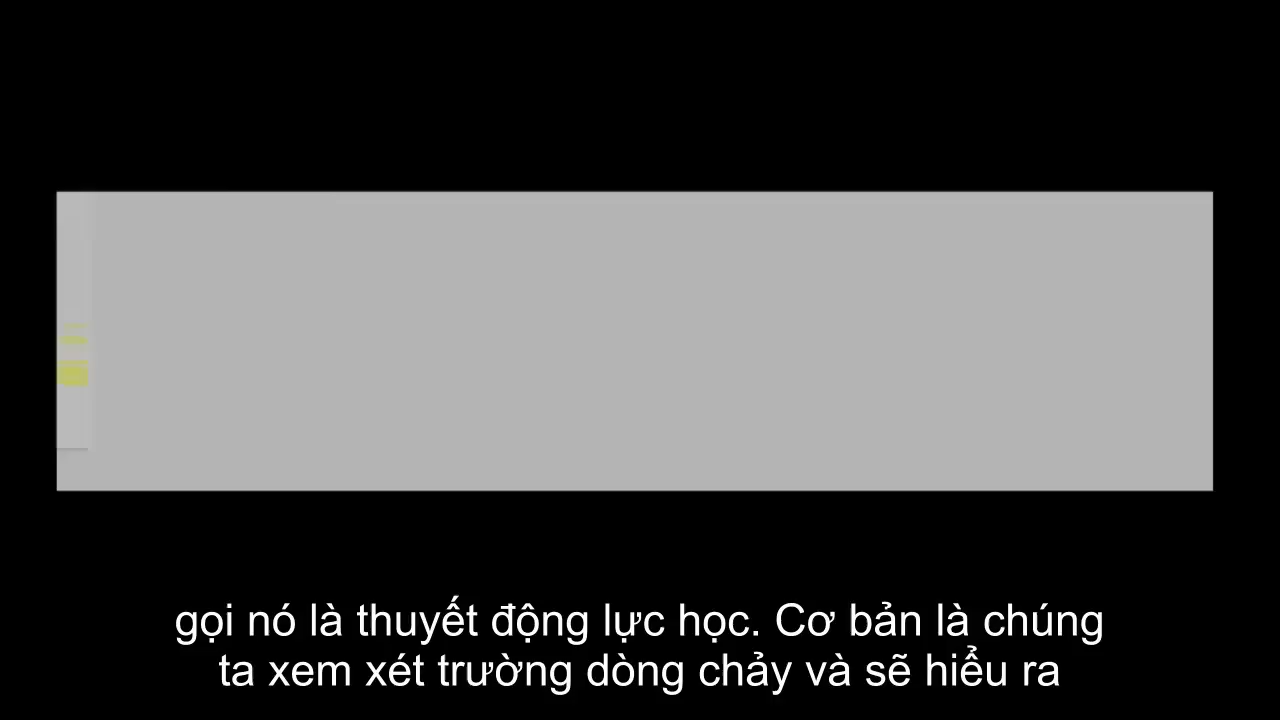 gọi nó là thuyết động lực học. Cơ bản là chúng
ta xem xét trường dòng chảy và sẽ hiểu ra